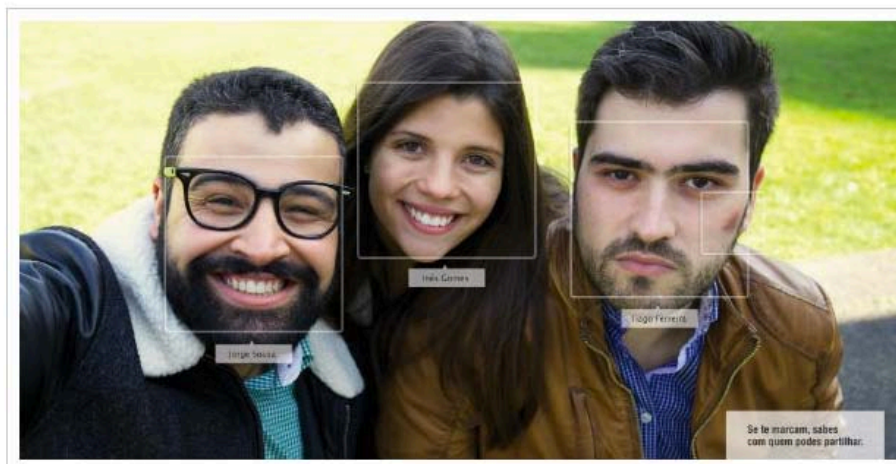 Inês Gomes
Tiago Ferreira
Jorge Sousa
Se te marcam, sabes
com quem podes partilhar.